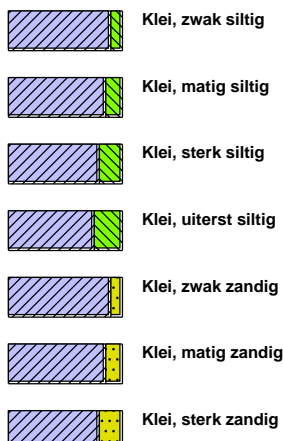 Klei, zwak siltig
Klei, matig siltig
Klei, sterk siltig
Klei, uiterst siltig
Klei, zwak zandig
Klei, matig zandig
Klei, sterk zandig